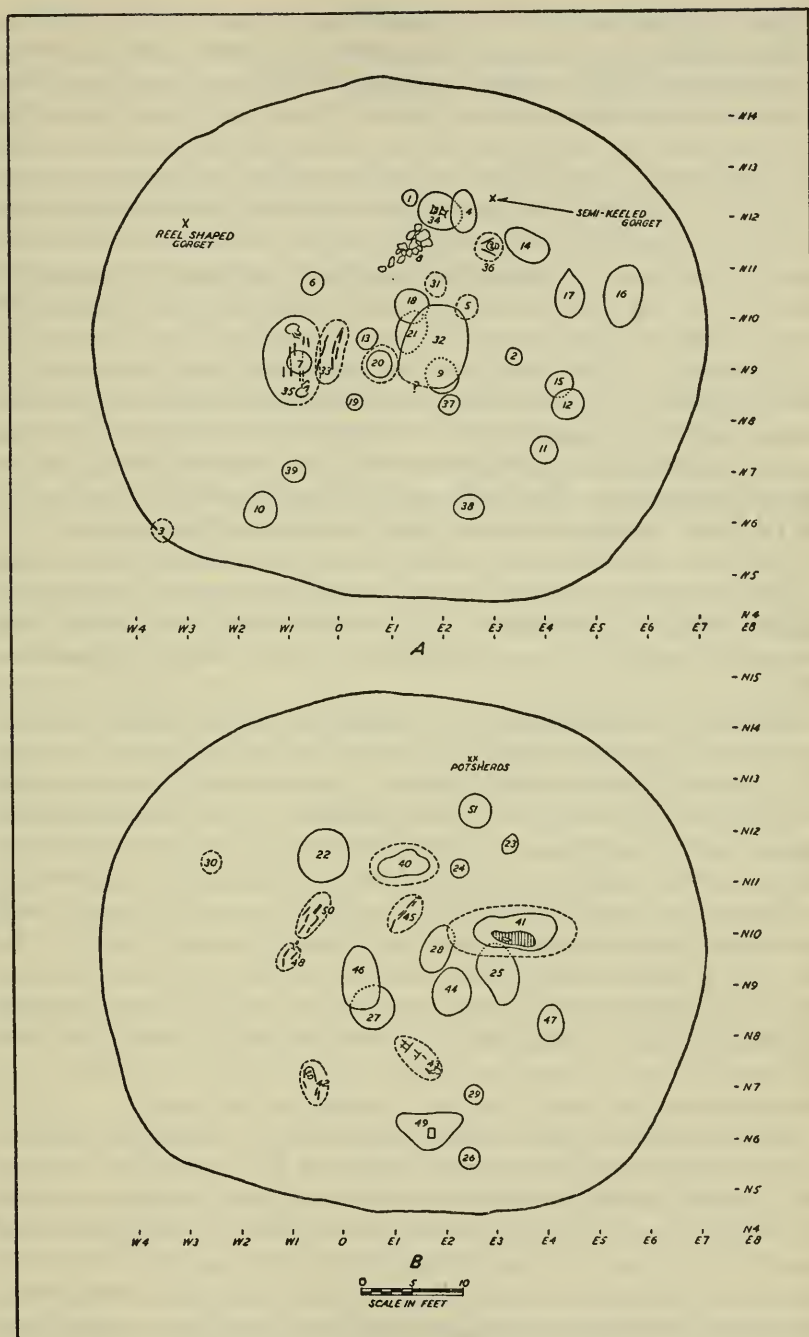 - N14
- N13
1
34
4
X
SEMI-KEELED
GORGET
- N12
X
REEL SHAPED
GORGET
8
36
14
- N11
6
31
17
16
18
5
- N10
13
21
32
7
33
20
9
2
- N9
35
15
19
?
37
12
- N8
11
39
- N7
10
38
3
- N6
- N5
N4
W4 W3 W2 W1 0 E1 E2 E3 E4 E5 E6 E7 E8
A
- N15
- N14
XX
POTSHERDS
- N13
51
- N12
22
23
30
40
24
- N11
50
45
41
- N10
48
28
46
25
44
- N9
27
47
- N8
43
42
- N7
29
49
- N6
26
- N5
N4
W4 W3 W2 W1 0 E1 E2 E3 E4 E5 E6 E7 E8
B
0 5 10
SCALE IN FEET